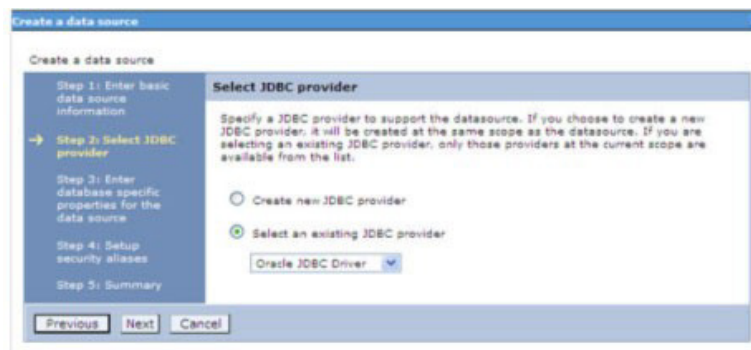 Create a data source
Create a data source
Step 1: Enter basic
data source
information
Step 2: Select JDBC
provider
Step 3: Enter
database specific
properties for the
data source
Step 4: Setup
security aliases
Step 5: Summary
Select JDBC provider
Specify a JDBC provider to support the datasource. If you choose to create a new
JDBC provider, it will be created at the same scope as the datasource. If you are
selecting an existing JDBC provider, only those providers at the current scope are
available from the list.
Create new JDBC provider
Select an existing JDBC provider
Oracle JDBC Driver
Previous Next Cancel